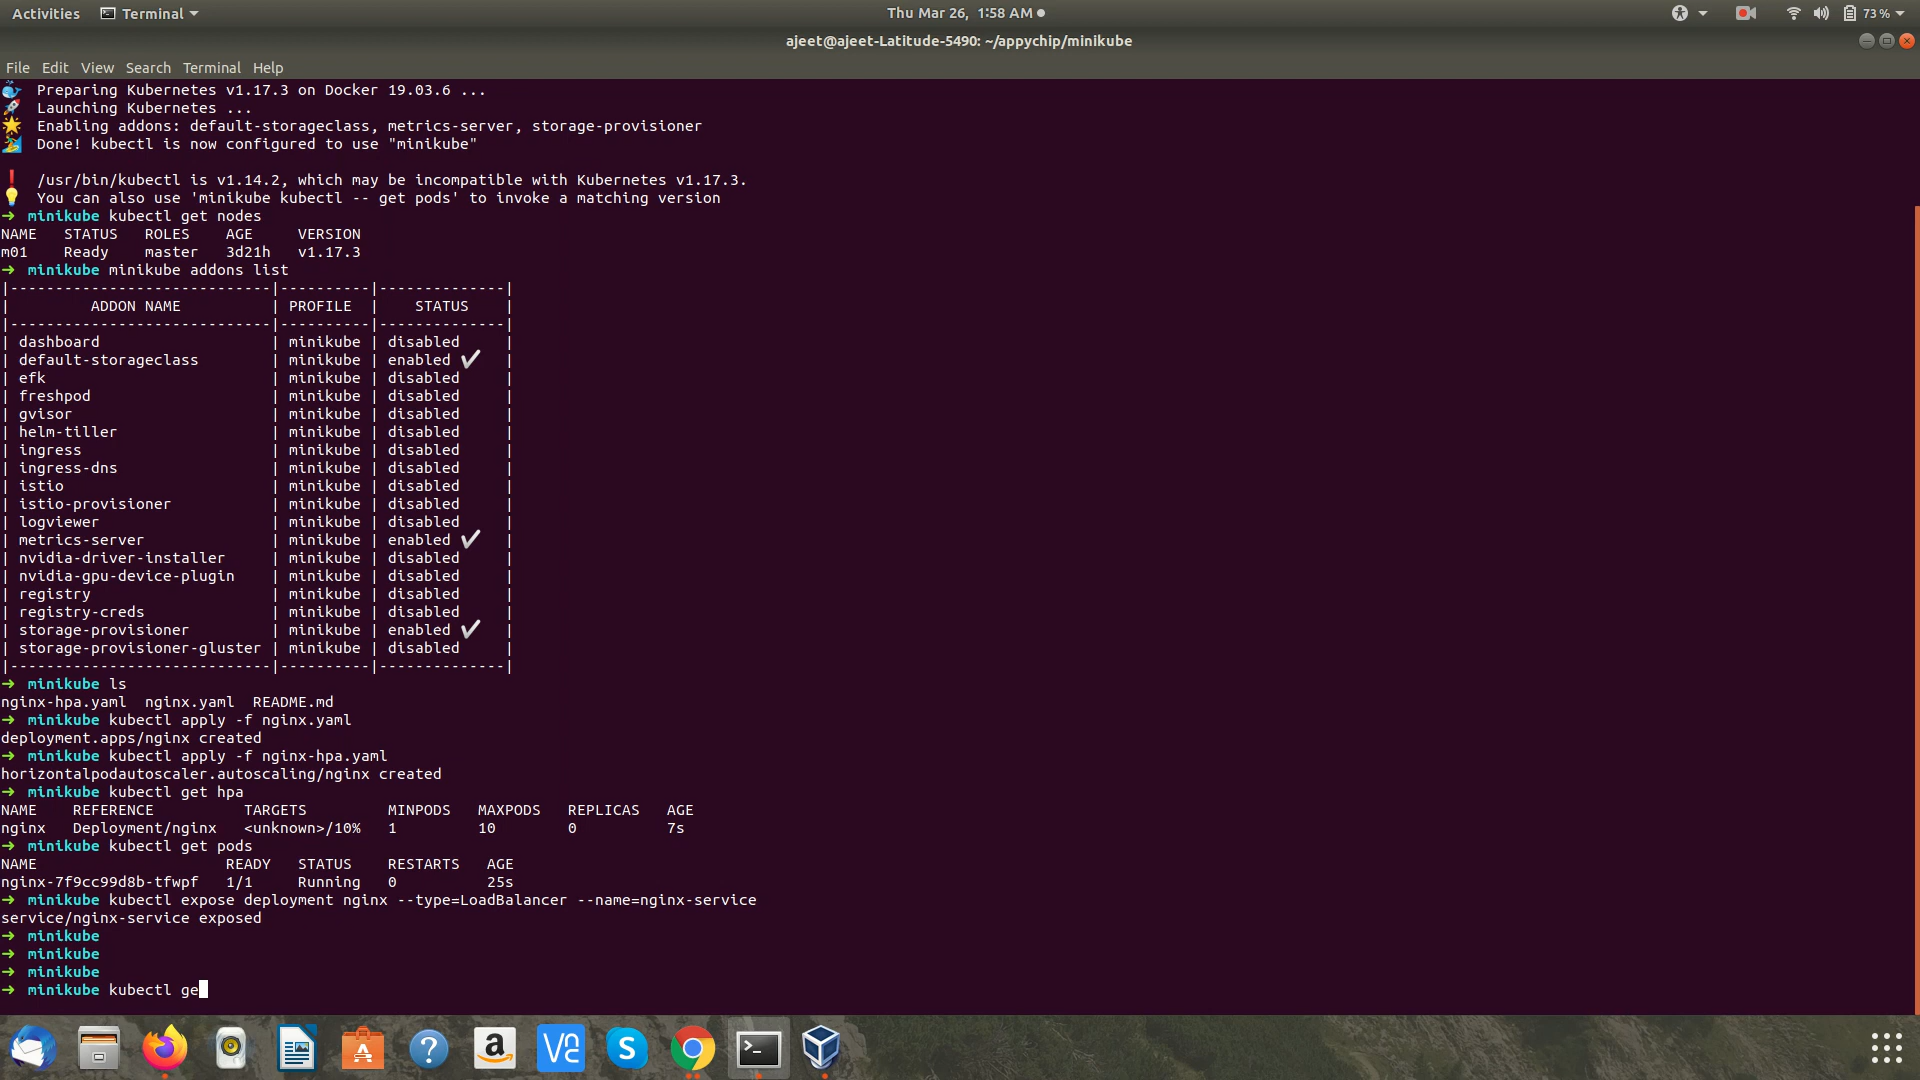 Activities Terminal Thu Mar 26, 1:58 AM 73 %
ajeet@ajeet-Latitude-5490: ~/appychip/minikube
File Edit View Search Terminal Help
Preparing Kubernetes v1.17.3 on Docker 19.03.6 ...
Launching Kubernetes ...
Enabling addons: default-storageclass, metrics-server, storage-provisioner
Done! kubectl is now configured to use "minikube"
/usr/bin/kubectl is v1.14.2, which may be incompatible with Kubernetes v1.17.3.
You can also use 'minikube kubectl -- get pods' to invoke a matching version
➜  minikube kubectl get nodes
NAME   STATUS   ROLES    AGE     VERSION
m01    Ready    master   3d21h   v1.17.3
➜  minikube minikube addons list
|-----------------------------|----------|--------------|
|         ADDON NAME          | PROFILE  |    STATUS    |
|-----------------------------|----------|--------------|
| dashboard                   | minikube | disabled     |
| default-storageclass        | minikube | enabled ✔    |
| efk                         | minikube | disabled     |
| freshpod                    | minikube | disabled     |
| gvisor                      | minikube | disabled     |
| helm-tiller                 | minikube | disabled     |
| ingress                     | minikube | disabled     |
| ingress-dns                 | minikube | disabled     |
| istio                       | minikube | disabled     |
| istio-provisioner           | minikube | disabled     |
| logviewer                   | minikube | disabled     |
| metrics-server              | minikube | enabled ✔    |
| nvidia-driver-installer     | minikube | disabled     |
| nvidia-gpu-device-plugin    | minikube | disabled     |
| registry                    | minikube | disabled     |
| registry-creds              | minikube | disabled     |
| storage-provisioner         | minikube | enabled ✔    |
| storage-provisioner-gluster | minikube | disabled     |
|-----------------------------|----------|--------------|
➜  minikube ls
nginx-hpa.yaml  nginx.yaml  README.md
➜  minikube kubectl apply -f nginx.yaml
deployment.apps/nginx created
➜  minikube kubectl apply -f nginx-hpa.yaml
horizontalpodautoscaler.autoscaling/nginx created
➜  minikube kubectl get hpa
NAME    REFERENCE          TARGETS         MINPODS   MAXPODS   REPLICAS   AGE
nginx   Deployment/nginx   <unknown>/10%   1         10        0          7s
➜  minikube kubectl get pods
NAME                     READY   STATUS    RESTARTS   AGE
nginx-7f9cc99d8b-tfwpf   1/1     Running   0          25s
➜  minikube kubectl expose deployment nginx --type=LoadBalancer --name=nginx-service
service/nginx-service exposed
➜  minikube
➜  minikube
➜  minikube
➜  minikube kubectl ge